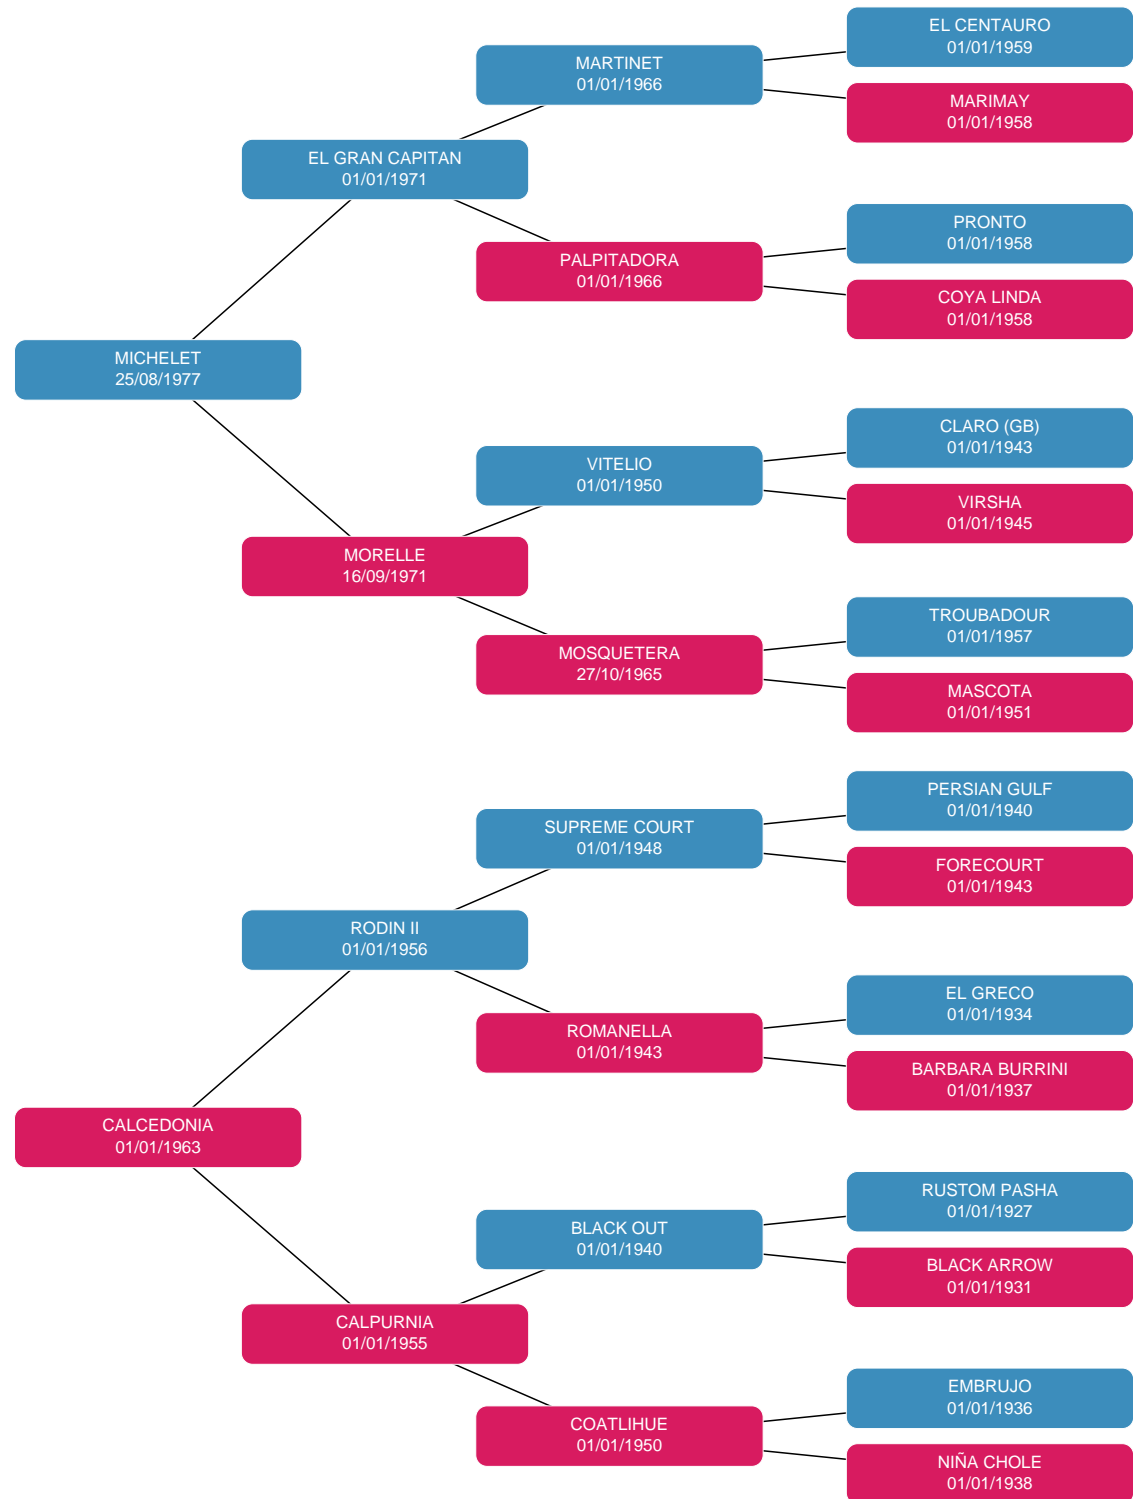 EL CENTAURO
01/01/1959
MARTINET
01/01/1966
MARIMAY
01/01/1958
EL GRAN CAPITAN
01/01/1971
PRONTO
01/01/1958
PALPITADORA
01/01/1966
COYA LINDA
01/01/1958
MICHELET
25/08/1977
CLARO (GB)
01/01/1943
VITELIO
01/01/1950
VIRSHA
01/01/1945
MORELLE
16/09/1971
TROUBADOUR
01/01/1957
MOSQUETERA
27/10/1965
MASCOTA
01/01/1951
PERSIAN GULF
01/01/1940
SUPREME COURT
01/01/1948
FORECOURT
01/01/1943
RODIN II
01/01/1956
EL GRECO
01/01/1934
ROMANELLA
01/01/1943
BARBARA BURRINI
01/01/1937
CALCEDONIA
01/01/1963
RUSTOM PASHA
01/01/1927
BLACK OUT
01/01/1940
BLACK ARROW
01/01/1931
CALPURNIA
01/01/1955
EMBRUJO
01/01/1936
COATLIHUE
01/01/1950
NIÑA CHOLE
01/01/1938